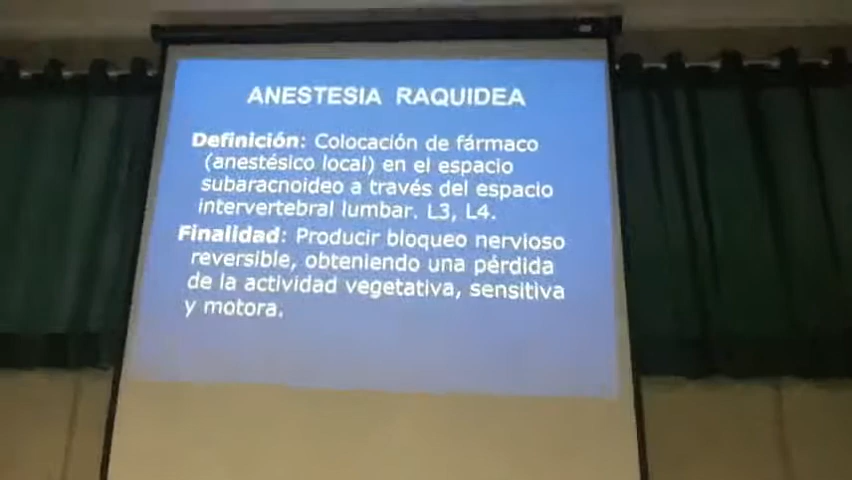 ANESTESIA RAQUIDEA
Definición: Colocación de fármaco
(anestésico local) en el espacio
subaracnoideo a través del espacio
intervertebral lumbar. L3, L4.
Finalidad: Producir bloqueo nervioso
reversible, obteniendo una pérdida
de la actividad vegetativa, sensitiva
y motora.